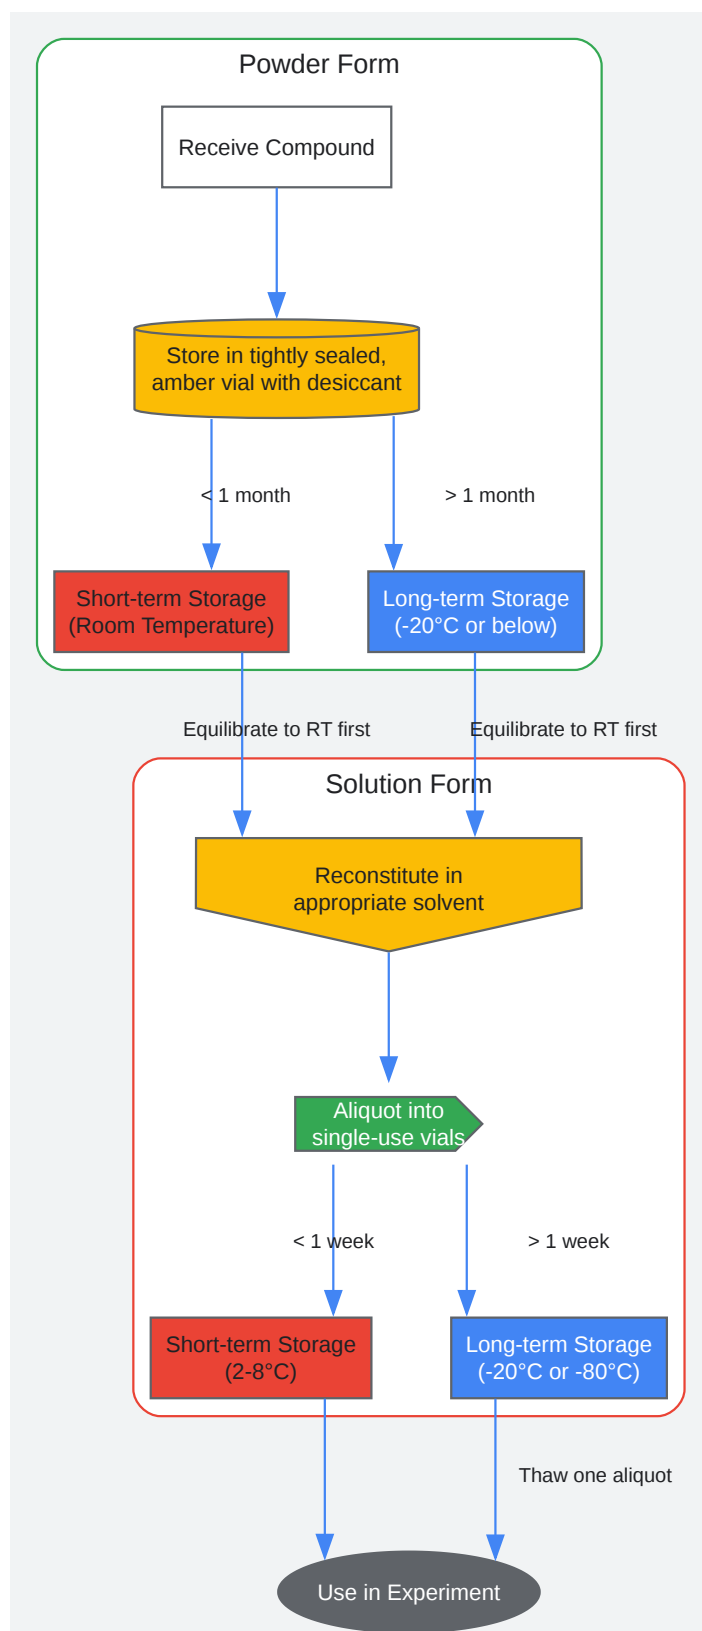 Powder Form
Receive Compound
Store in tightly sealed,
amber vial with desiccant
< 1 month
> 1 month
Short-term Storage
(Room Temperature)
Long-term Storage
(-20°C or below)
Equilibrate to RT first
Equilibrate to RT first
Solution Form
Reconstitute in
appropriate solvent
Aliquot into
single-use vials
< 1 week
> 1 week
Short-term Storage
(2-8°C)
Long-term Storage
(-20°C or -80°C)
Thaw one aliquot
Use in Experiment